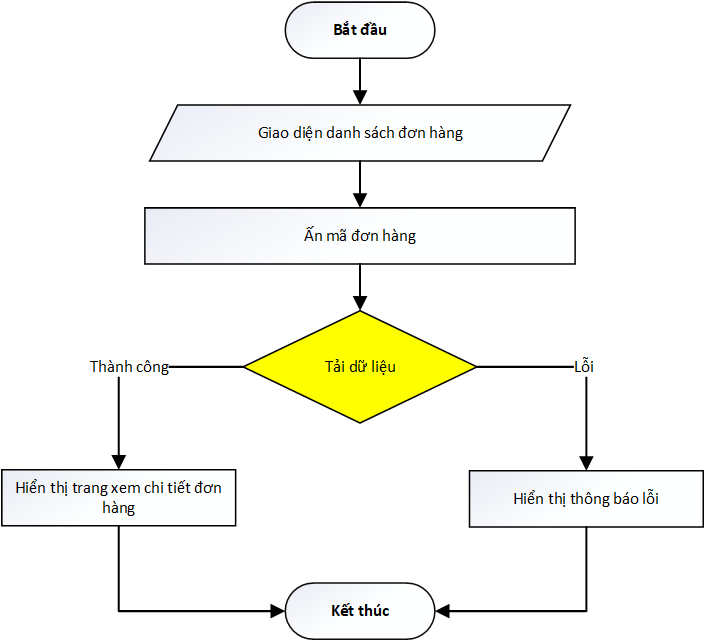 Bắt đầu
Giao diện danh sách đơn hàng
Ấn mã đơn hàng
Tải dữ liệu
Thành công
Lỗi
Hiển thị trang xem chi tiết đơn
hàng
Hiển thị thông báo lỗi
Kết thúc